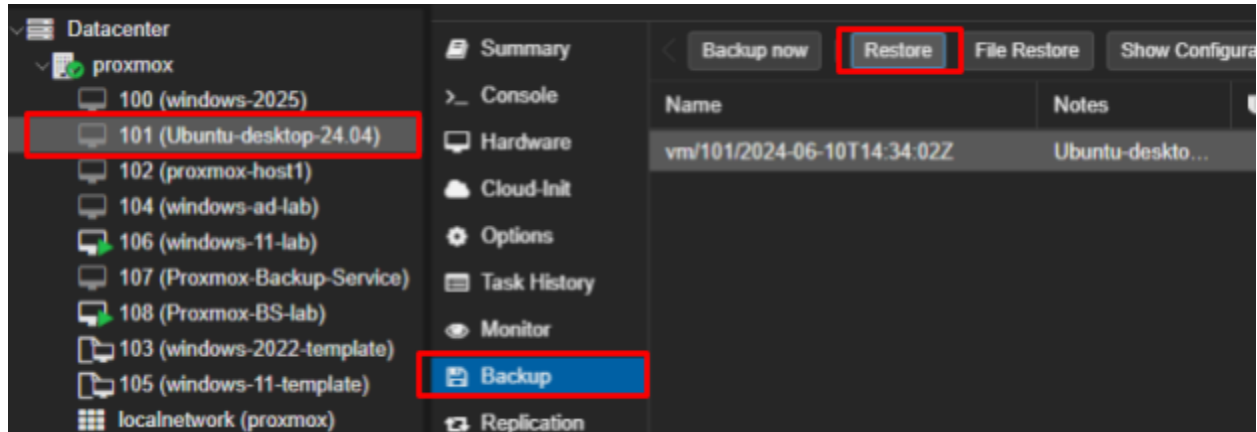 Datacenter
proxmox
100 (windows-2025)
101 (Ubuntu-desktop-24.04)
102 (proxmox-host1)
104 (windows-ad-lab)
106 (windows-11-lab)
107 (Proxmox-Backup-Service)
108 (Proxmox-BS-lab)
103 (windows-2022-template)
105 (windows-11-template)
localnetwork (proxmox)
Summary
Console
Hardware
Cloud-Init
Options
Task History
Monitor
Backup
Replication
Backup now Restore File Restore Show Configura
Name Notes
vm/101/2024-06-10T14:34:02Z Ubuntu-deskto...